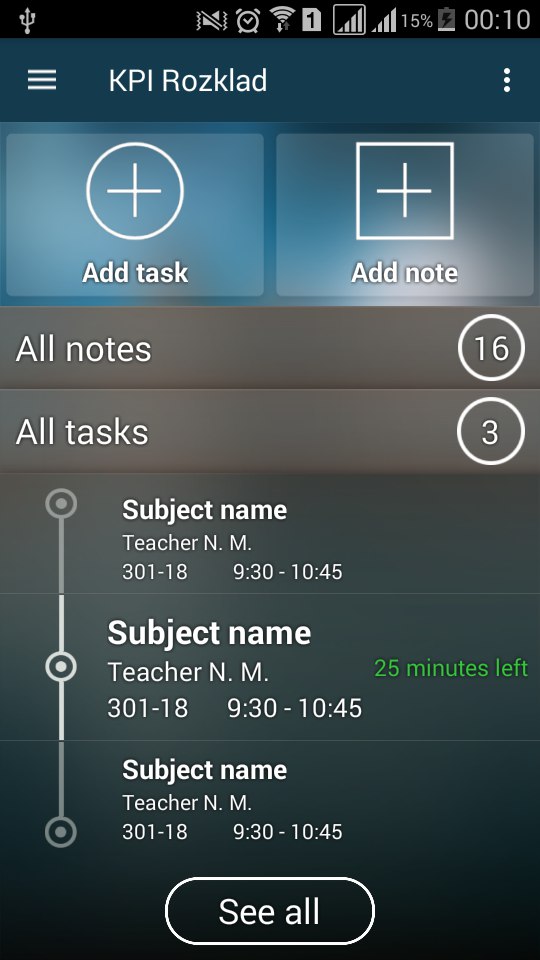 1 15% 00:10
KPI Rozklad
Add task Add note
All notes 16
All tasks 3
Subject name
Teacher N. M.
301-18 9:30 - 10:45
Subject name
Teacher N. M. 25 minutes left
301-18 9:30 - 10:45
Subject name
Teacher N. M.
301-18 9:30 - 10:45
See all